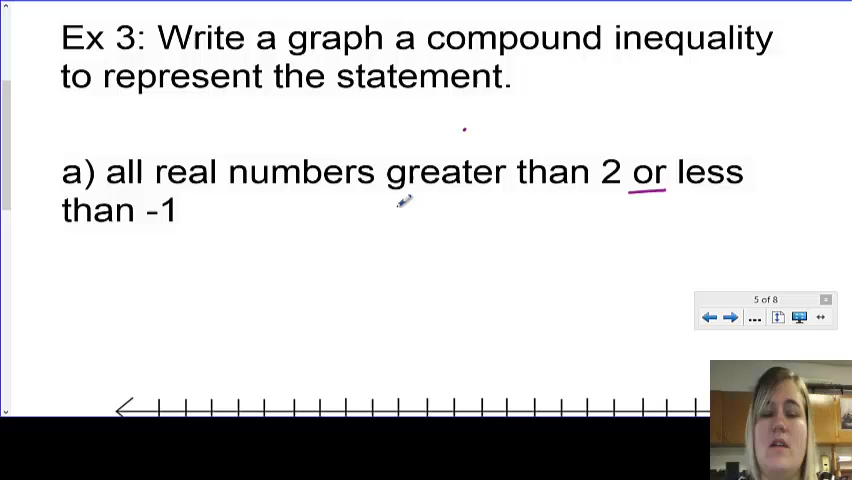 Ex 3: Write a graph a compound inequality
to represent the statement.
a) all real numbers greater than 2 or less
than -1
5 of 8